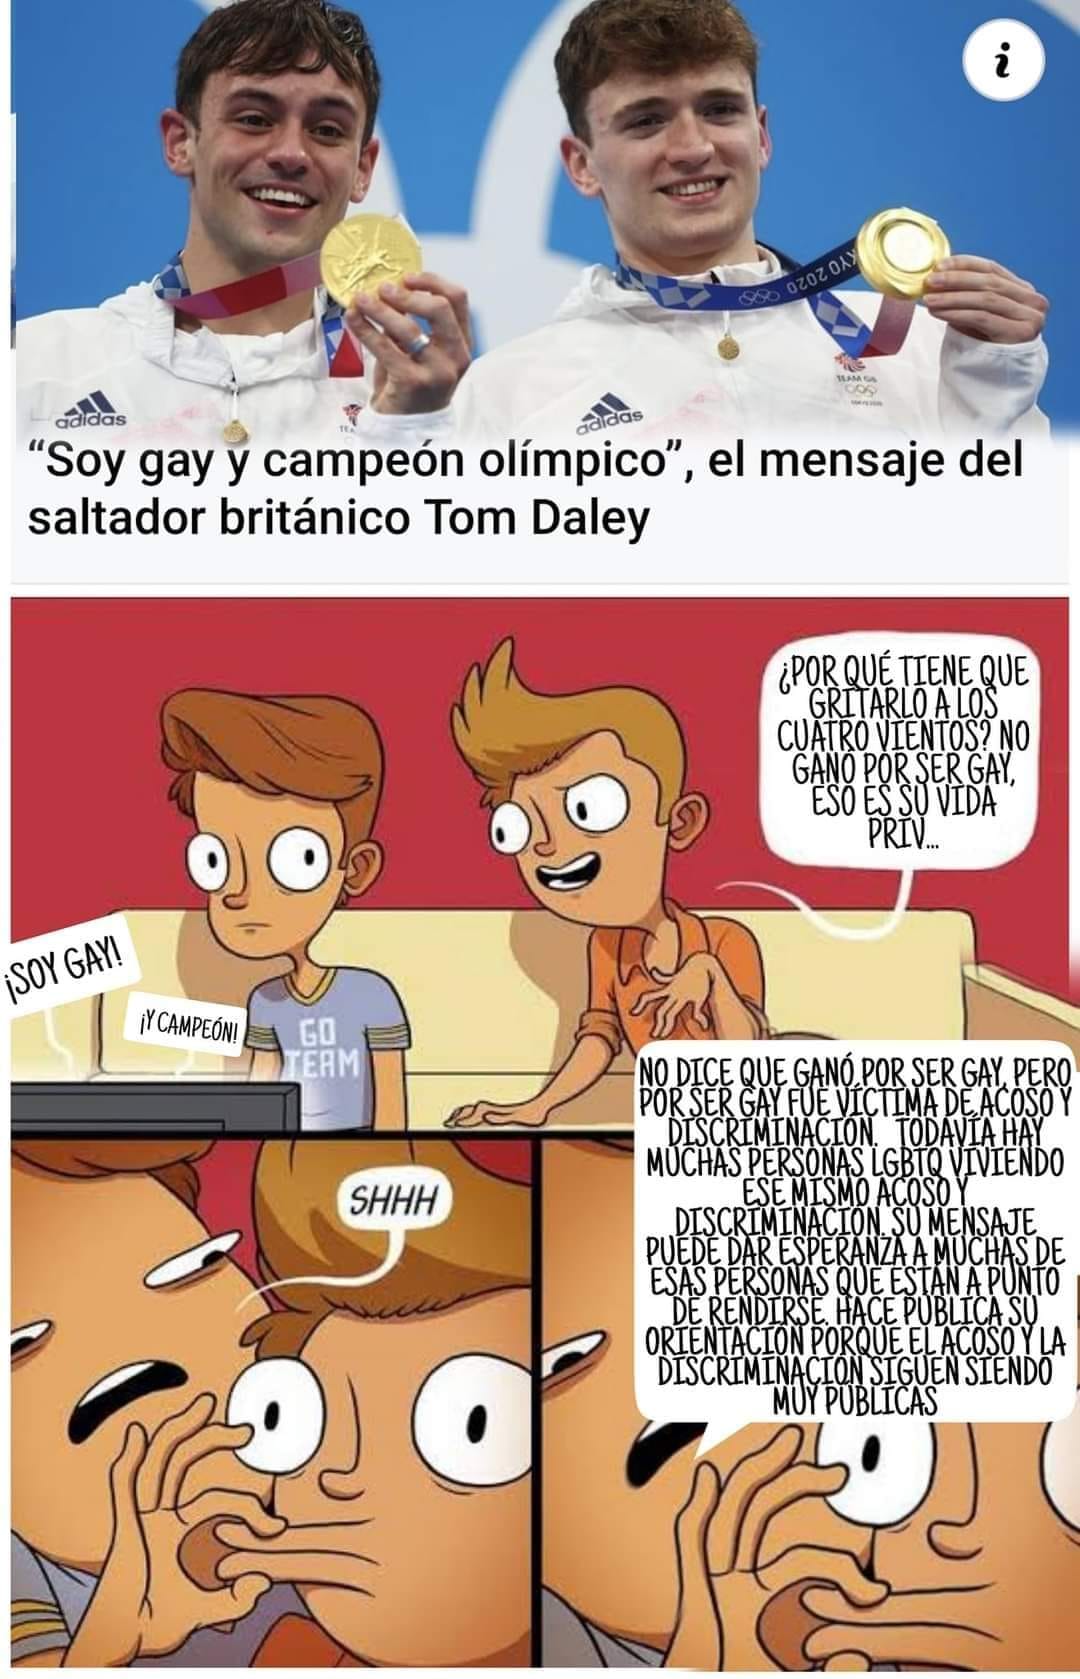 i
TOKYO 2020
TEAM GB
adidas
adidas
“Soy gay y campeón olímpico”, el mensaje del
saltador británico Tom Daley
¿POR QUÉ TIENE QUE
GRITARLO A LOS
CUATRO VIENTOS? NO
GANÓ POR SER GAY,
ESO ES SU VIDA
PRIV...
¡SOY GAY!
¡Y CAMPEÓN!
GO
TEAM
SHHH
NO DICE QUE GANÓ POR SER GAY, PERO
POR SER GAY FUE VÍCTIMA DE ACOSO Y
DISCRIMINACIÓN. TODAVÍA HAY
MUCHAS PERSONAS LGBTQ VIVIENDO
ESE MISMO ACOSO Y
DISCRIMINACIÓN. SU MENSAJE
PUEDE DAR ESPERANZA A MUCHAS DE
ESAS PERSONAS QUE ESTÁN A PUNTO
DE RENDIRSE. HACE PÚBLICA SU
ORIENTACIÓN PORQUE EL ACOSO Y LA
DISCRIMINACIÓN SIGUEN SIENDO
MUY PÚBLICAS